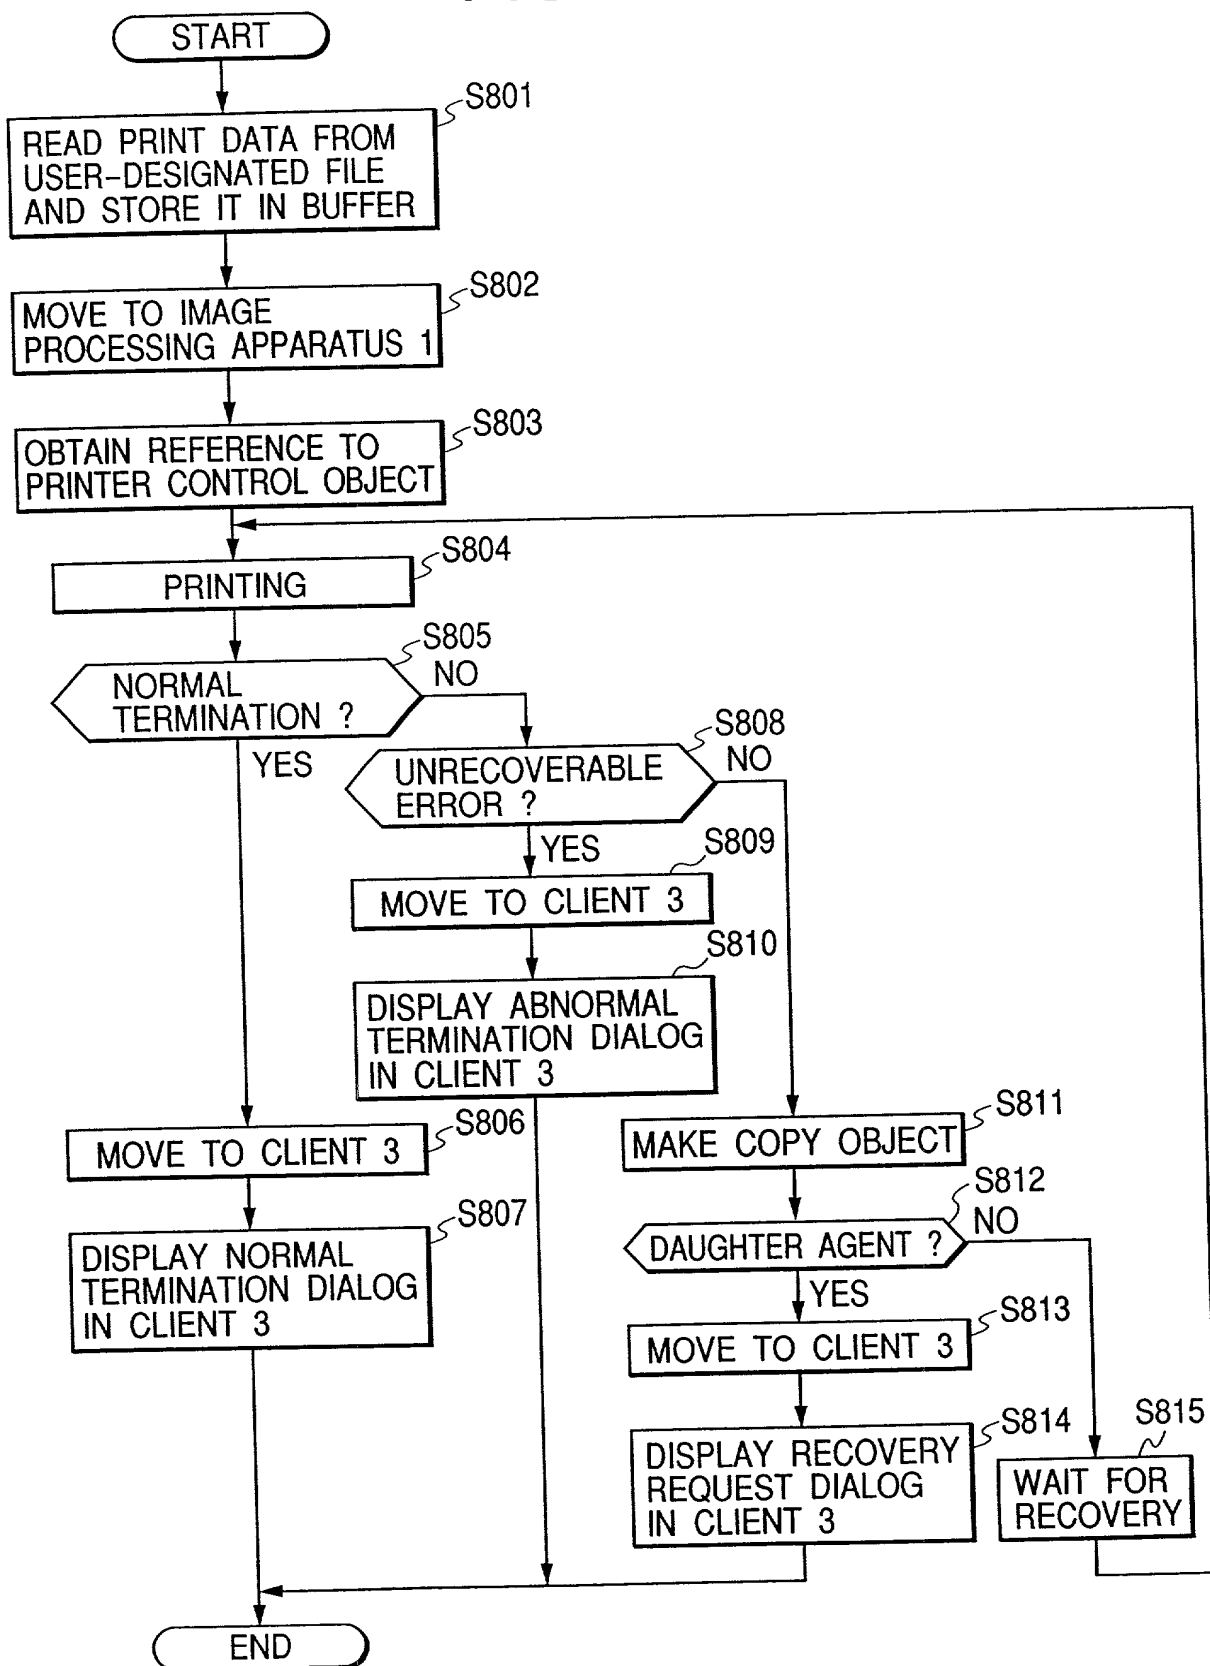 START
S801
READ PRINT DATA FROM
USER-DESIGNATED FILE
AND STORE IT IN BUFFER
S802
MOVE TO IMAGE
PROCESSING APPARATUS 1
S803
OBTAIN REFERENCE TO
PRINTER CONTROL OBJECT
S804
PRINTING
S805
NORMAL
TERMINATION ?
NO
YES
S808
UNRECOVERABLE
ERROR ?
NO
YES
S809
MOVE TO CLIENT 3
S810
DISPLAY ABNORMAL
TERMINATION DIALOG
IN CLIENT 3
S806
MOVE TO CLIENT 3
S807
DISPLAY NORMAL
TERMINATION DIALOG
IN CLIENT 3
S811
MAKE COPY OBJECT
S812
DAUGHTER AGENT ?
NO
YES
S813
MOVE TO CLIENT 3
S814
DISPLAY RECOVERY
REQUEST DIALOG
IN CLIENT 3
S815
WAIT FOR
RECOVERY
END